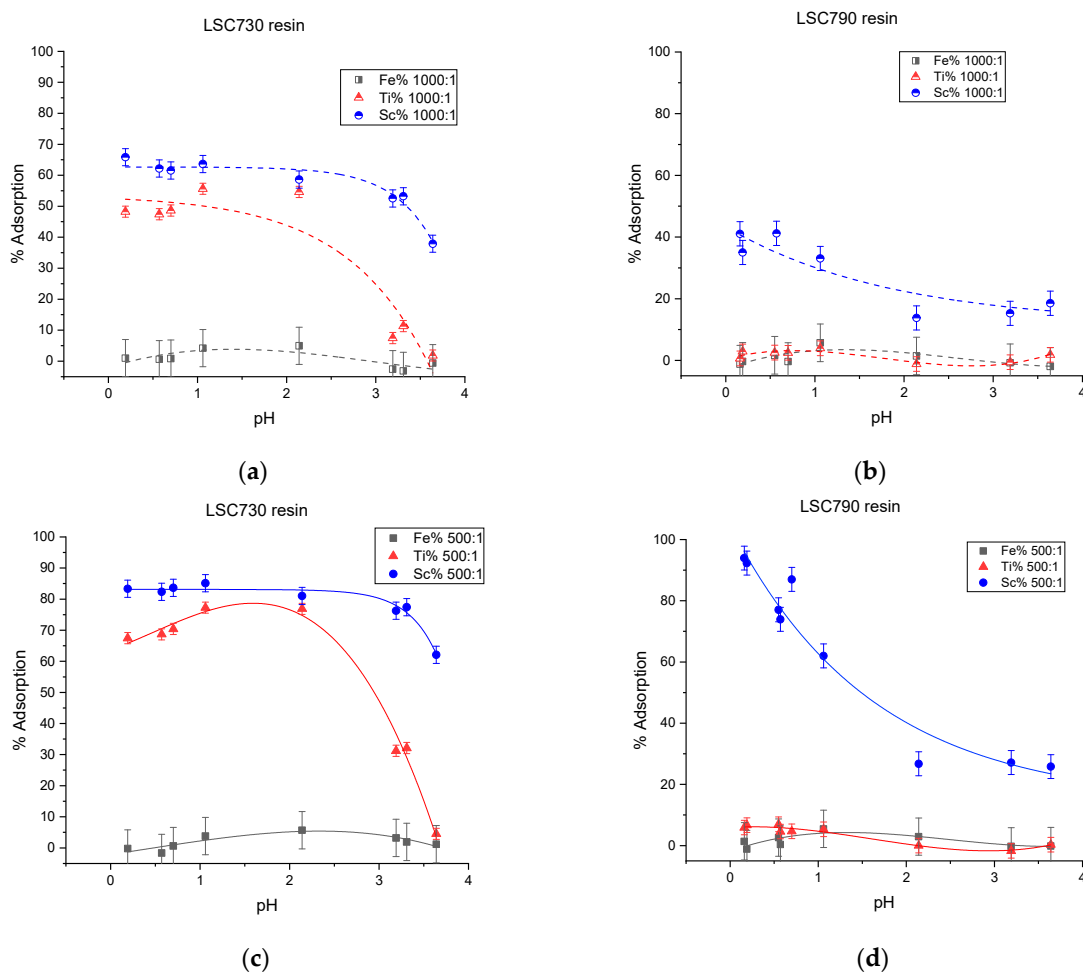 LSC730 resin
100
90
80
70
60
50
40
30
20
10
0
% Adsorption
Fe% 1000:1
Ti% 1000:1
Sc% 1000:1
0
1
2
3
4
pH
(a)
LSC790 resin
100
80
60
40
20
0
% Adsorption
Fe% 1000:1
Ti% 1000:1
Sc% 1000:1
0
1
2
3
4
pH
(b)
LSC730 resin
100
90
80
70
60
50
40
30
20
10
0
% Adsorption
Fe% 500:1
Ti% 500:1
Sc% 500:1
0
1
2
3
4
pH
(c)
LSC790 resin
100
80
60
40
20
0
% Adsorption
Fe% 500:1
Ti% 500:1
Sc% 500:1
0
1
2
3
4
pH
(d)